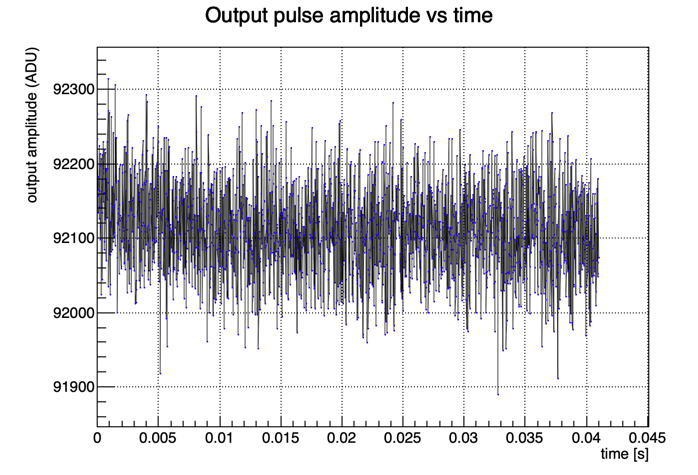 Output pulse amplitude vs time
output amplitude (ADU)
92300
92200
92100
92000
91900
0 0.005 0.01 0.015 0.02 0.025 0.03 0.035 0.04 0.045
time [s]